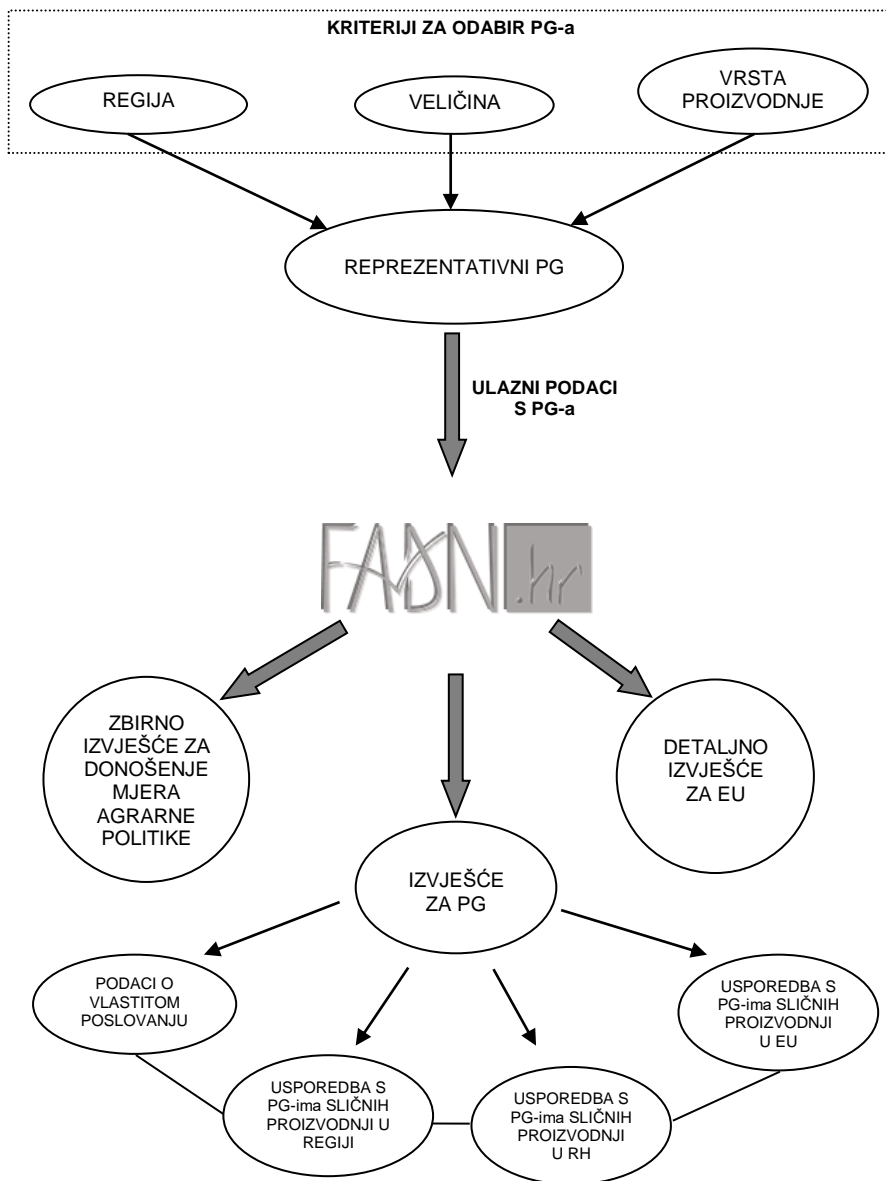 KRITERIJI ZA ODABIR PG-a
REGIJA
VELIČINA
VRSTA
PROIZVODNJE
REPREZENTATIVNI PG
ULAZNI PODACI
S PG-a
FADN.hr
ZBIRNO
IZVJEŠĆE ZA
DONOŠENJE
MJERA
AGRARNE
POLITIKE
DETALJNO
IZVJEŠĆE
ZA EU
IZVJEŠĆE
ZA PG
PODACI O
VLASTITOM
POSLOVANJU
USPOREDBA S
PG-ima SLIČNIH
PROIZVODNJI U
REGIJI
USPOREDBA S
PG-ima SLIČNIH
PROIZVODNJI
U RH
USPOREDBA S
PG-ima SLIČNIH
PROIZVODNJI
U EU